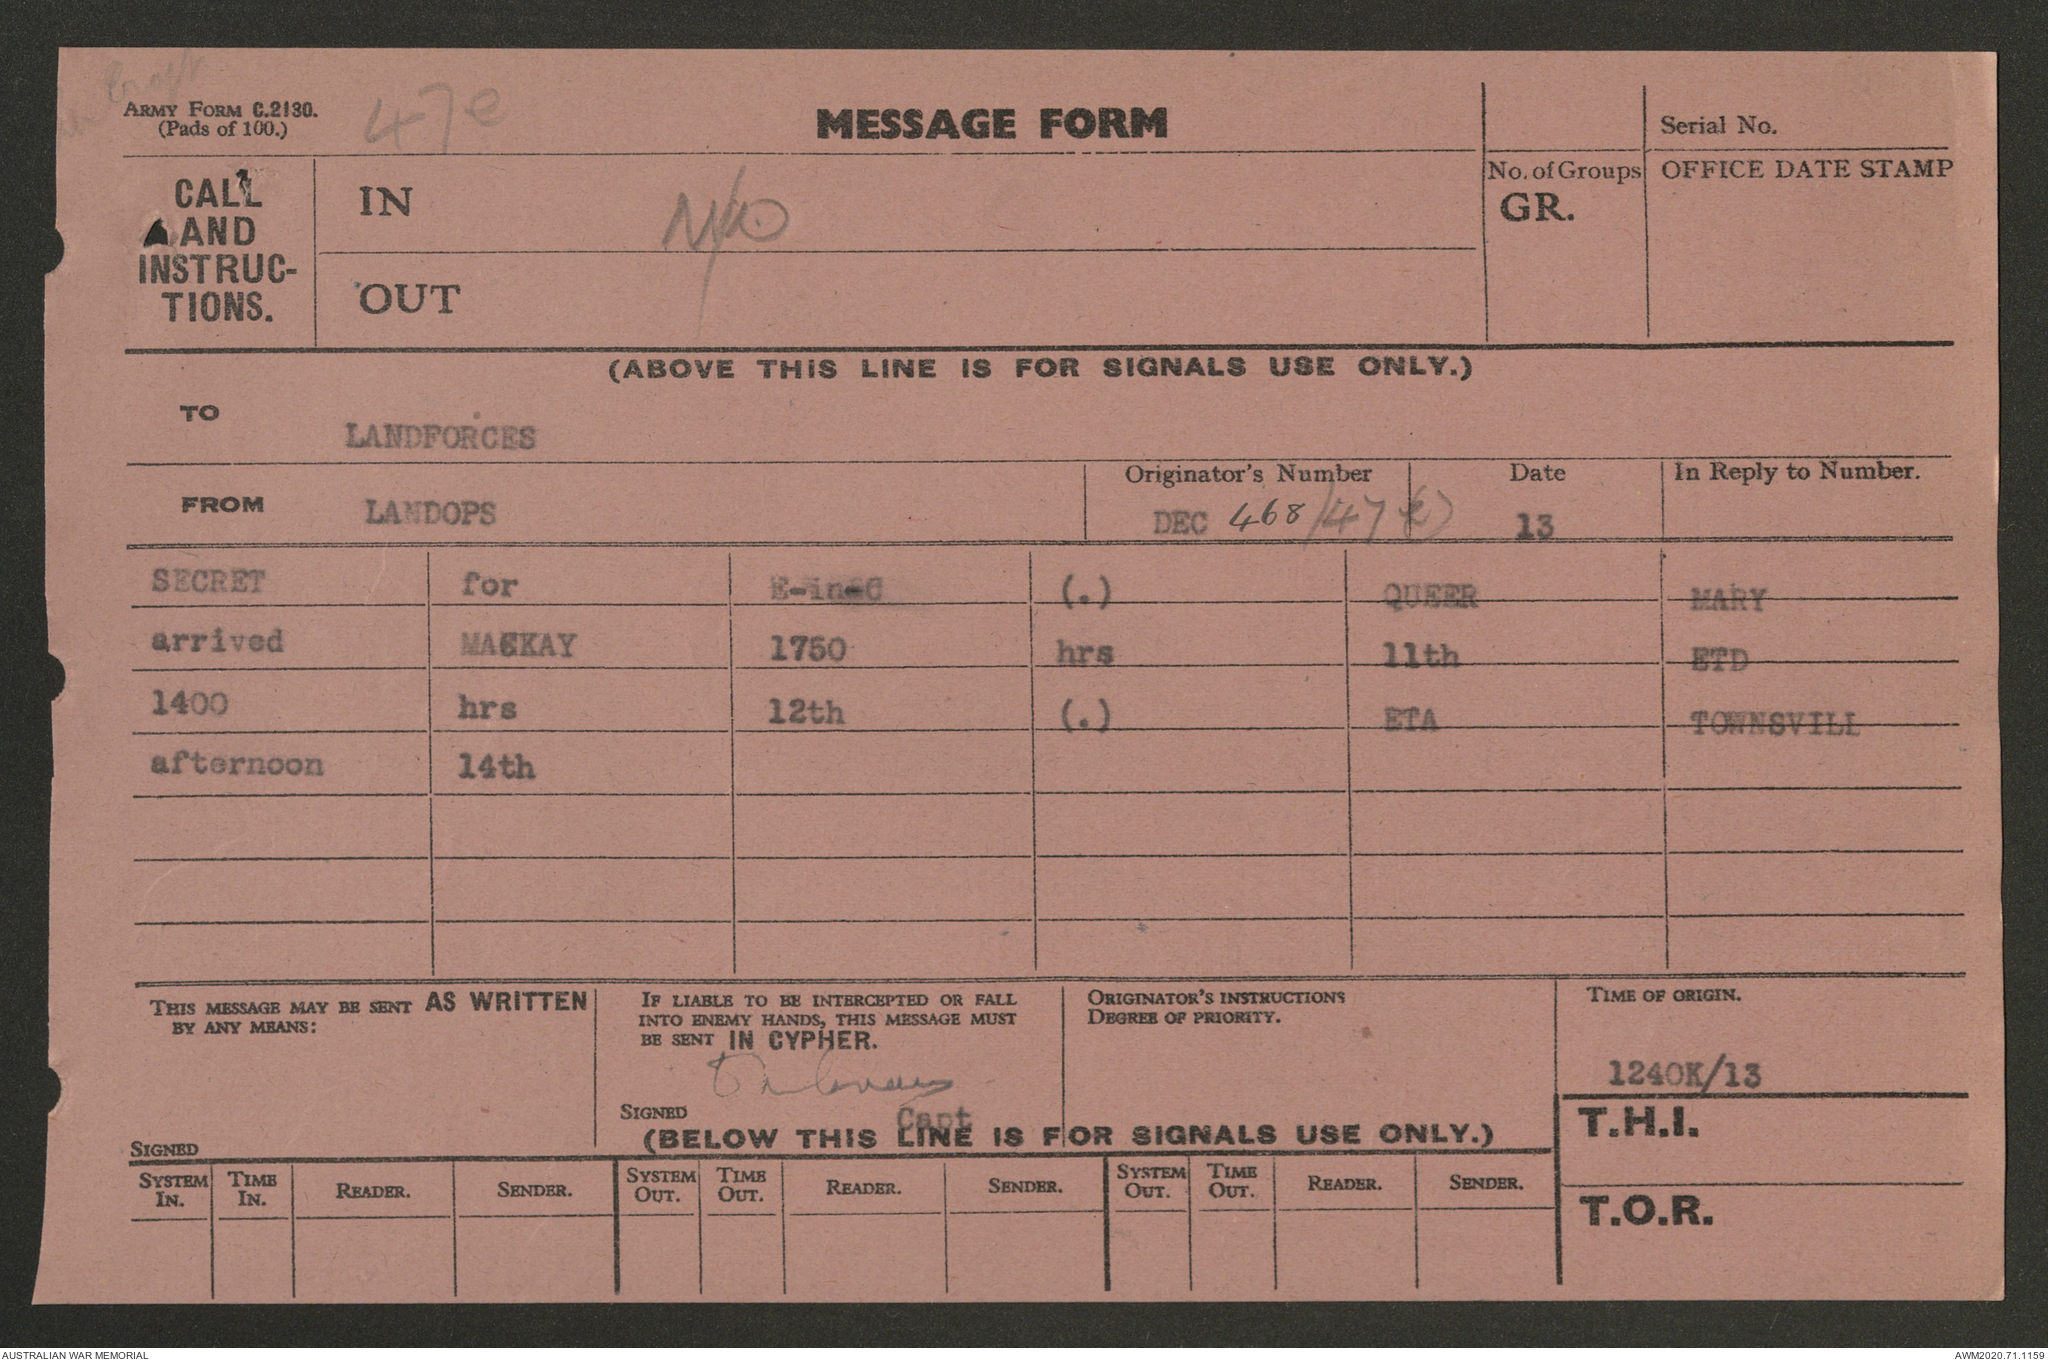 ARMY FORM C.2130.
(Pads of 100.)
47e
MESSAGE FORM
Serial No.
CALL
AND
INSTRUC-
TIONS.
IN
OUT
No. of Groups
GR.
OFFICE DATE STAMP
(ABOVE THIS LINE IS FOR SIGNALS USE ONLY.)
TO LANDFORCES
FROM LANDOPS
Originator's Number
DEC 468/47(e)
Date
13
In Reply to Number.
SECRET for E-in-C (.) QUEER MARY
arrived MACKAY 1750 hrs 11th ETD
1400 hrs 12th (.) ETA TOWNSVILL
afternoon 14th
THIS MESSAGE MAY BE SENT AS WRITTEN
BY ANY MEANS:
SIGNED
IF LIABLE TO BE INTERCEPTED OR FALL
INTO ENEMY HANDS, THIS MESSAGE MUST
BE SENT IN CYPHER.
SIGNED
Capt
ORIGINATOR'S INSTRUCTIONS
DEGREE OF PRIORITY.
TIME OF ORIGIN.
1240K/13
T.H.I.
T.O.R.
(BELOW THIS LINE IS FOR SIGNALS USE ONLY.)
SYSTEM IN. TIME IN. READER. SENDER. SYSTEM OUT. TIME OUT. READER. SENDER. SYSTEM OUT. TIME OUT. READER. SENDER.
AUSTRALIAN WAR MEMORIAL
AWM2020.71.1159